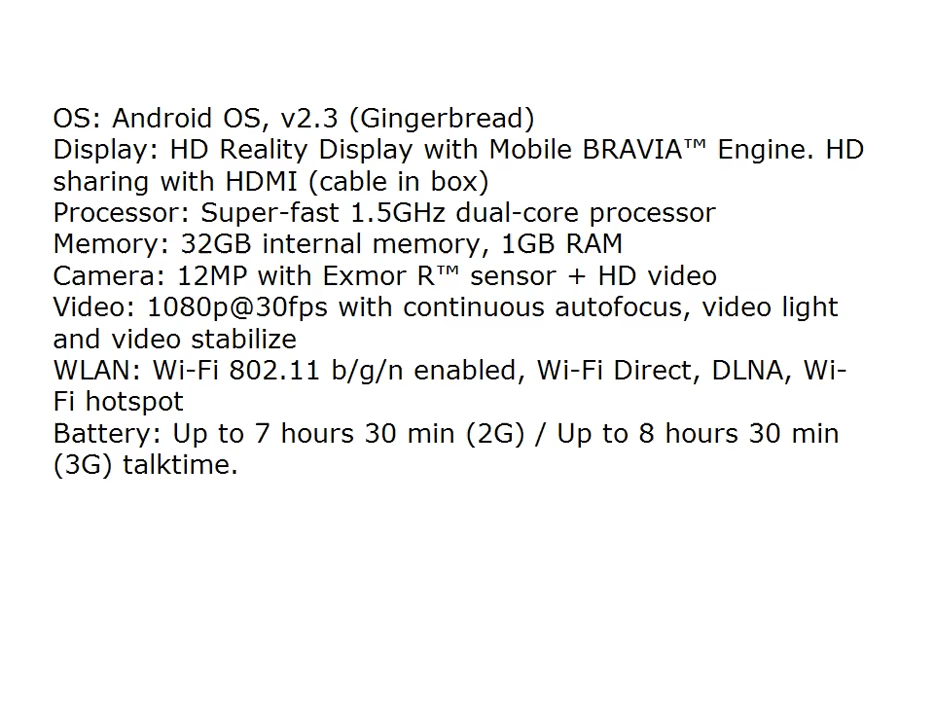 OS: Android OS, v2.3 (Gingerbread)
Display: HD Reality Display with Mobile BRAVIA™ Engine. HD
sharing with HDMI (cable in box)
Processor: Super-fast 1.5GHz dual-core processor
Memory: 32GB internal memory, 1GB RAM
Camera: 12MP with Exmor R™ sensor + HD video
Video: 1080p@30fps with continuous autofocus, video light
and video stabilize
WLAN: Wi-Fi 802.11 b/g/n enabled, Wi-Fi Direct, DLNA, Wi-
Fi hotspot
Battery: Up to 7 hours 30 min (2G) / Up to 8 hours 30 min
(3G) talktime.